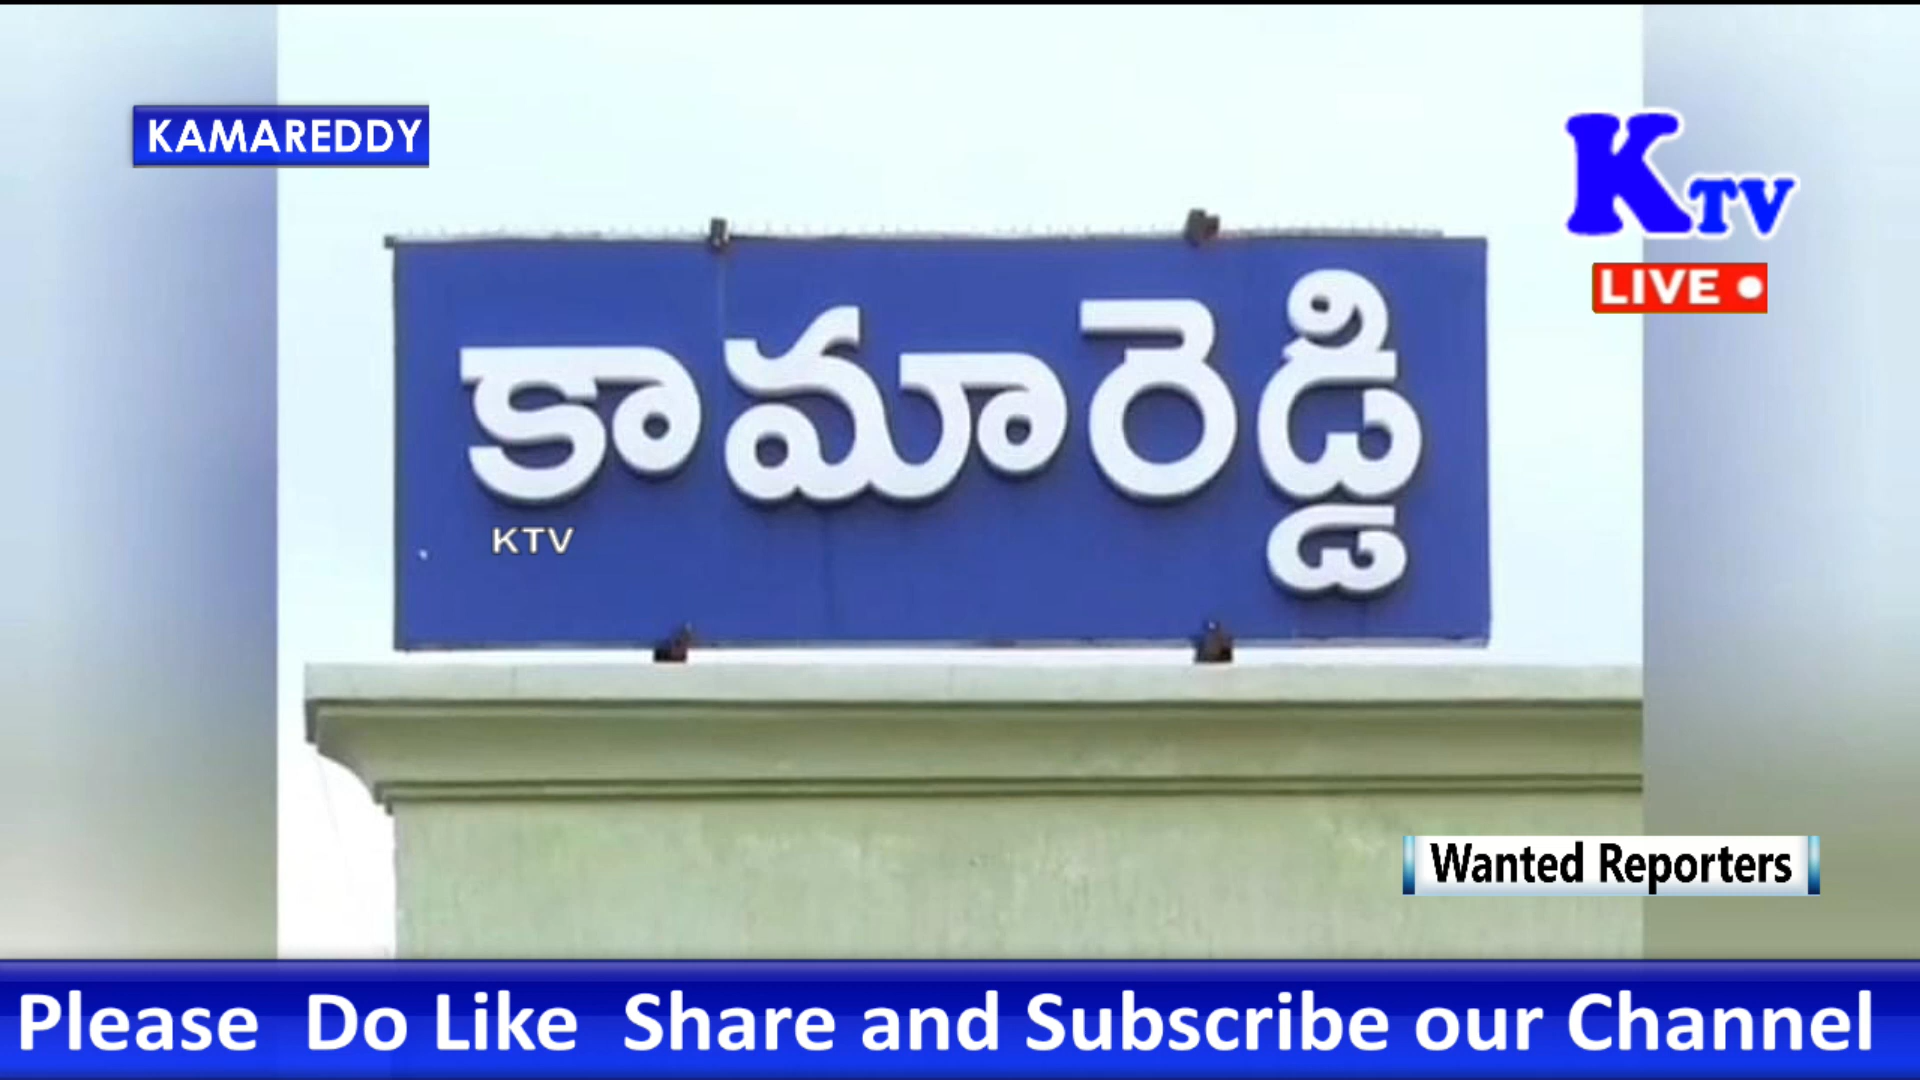 KAMAREDDY
KTV
LIVE
కామారెడ్డి
KTV
Wanted Reporters
Please Do Like Share and Subscribe our Channel